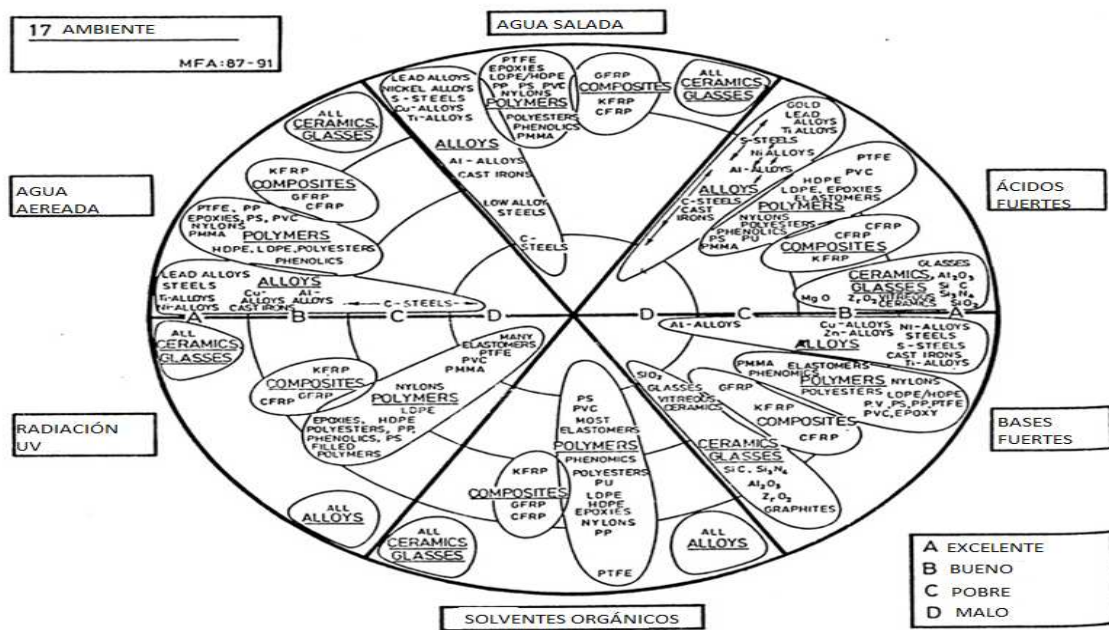 17 AMBIENTE
MFA:87-91
AGUA SALADA
LEAD ALLOYS
NICKEL ALLOYS
S-STEELS
Cu-ALLOYS
Ti-ALLOYS
ALLOYS
Al-ALLOYS
CAST IRONS
LOW ALLOY
STEELS
C-
STEELS
PTFE
EPOXIES
LDPE/HDPE
PP PS PVC
NYLONS
POLYMERS
POLYESTERS
PHENOLICS
PMMA
GFRP
COMPOSITES
KFRP
CFRP
ALL
CERAMICS
GLASSES
ÁCIDOS
FUERTES
GOLD
LEAD
ALLOYS
Ti ALLOYS
S-STEELS
Ni ALLOYS
Al-ALLOYS
ALLOYS
C-STEELS
CAST
IRONS
PTFE
PVC
HDPE
LDPE, EPOXIES
ELASTOMERS
POLYMERS
NYLONS
POLYESTERS
PHENOLICS
PS PU
PMMA
CFRP
CFRP
COMPOSITES
KFRP
GLASSES
CERAMICS, Al2O3
GLASSES Si C
MgO ZrO2 VITREOUS Si3N4
CERAMICS SiO2
AGUA
AEREADA
ALL
CERAMICS,
GLASSES
KFRP
COMPOSITES
GFRP
CFRP
PTFE, PP
EPOXIES, PS, PVC
NYLONS
PMMA
POLYMERS
HDPE, LDPE, POLYESTERS
PHENOLICS
LEAD ALLOYS
STEELS
Ti-ALLOYS
Ni-ALLOYS
ALLOYS
Cu-
ALLOYS
Al-
ALLOYS
CAST IRONS
C-STEELS
A B C D D C B A
RADIACIÓN
UV
ALL
CERAMICS
GLASSES
KFRP
COMPOSITES
CFRP GFRP
MANY
ELASTOMERS
PTFE
PVC
PMMA
NYLONS
POLYMERS
LDPE
EPOXIES, HDPE
POLYESTERS, PP,
PHENOLICS, PS
FILLED
POLYMERS
ALL
ALLOYS
SOLVENTES ORGÁNICOS
ALL
CERAMICS
GLASSES
KFRP
COMPOSITES
GFRP
CFRP
PS
PVC
MOST
ELASTOMERS
POLYMERS
PHENOMICS
POLYESTERS
PU
LDPE
HDPE
EPOXIES
NYLONS
PP
PTFE
ALL
ALLOYS
BASES
FUERTES
Al-ALLOYS
Cu-ALLOYS
Zn-ALLOYS
ALLOYS
Ni-ALLOYS
STEELS
S-STEELS
CAST IRONS
Ti-ALLOYS
PMMA ELASTOMERS
PHENOMICS
POLYMERS NYLONS
POLYESTERS LDPE/HDPE
PV, PS, PP, PTFE
PVC, EPOXY
GFRP
KFRP
COMPOSITES
CFRP
SiO2
GLASSES
VITREOUS
CERAMICS
CERAMICS
GLASSES
SiC, Si3N4
Al2O3
ZrO2
GRAPHITES
A EXCELENTE
B BUENO
C POBRE
D MALO